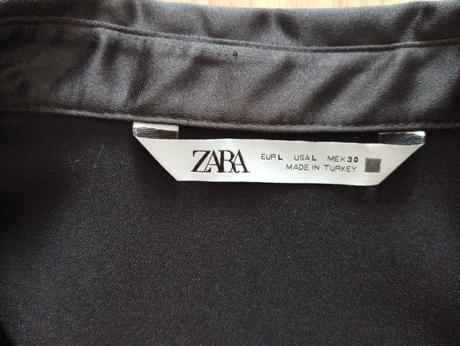 ZARA
EUR L USA L MEX 30
MADE IN TURKEY